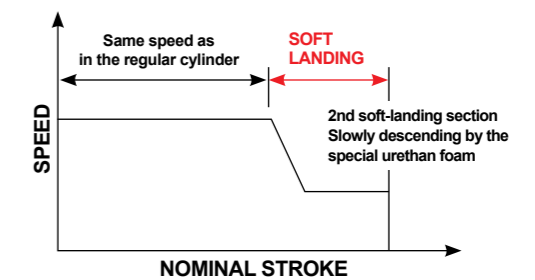 Same speed as
in the regular cylinder
SOFT
LANDING
2nd soft-landing section
Slowly descending by the
special urethan foam
SPEED
NOMINAL STROKE